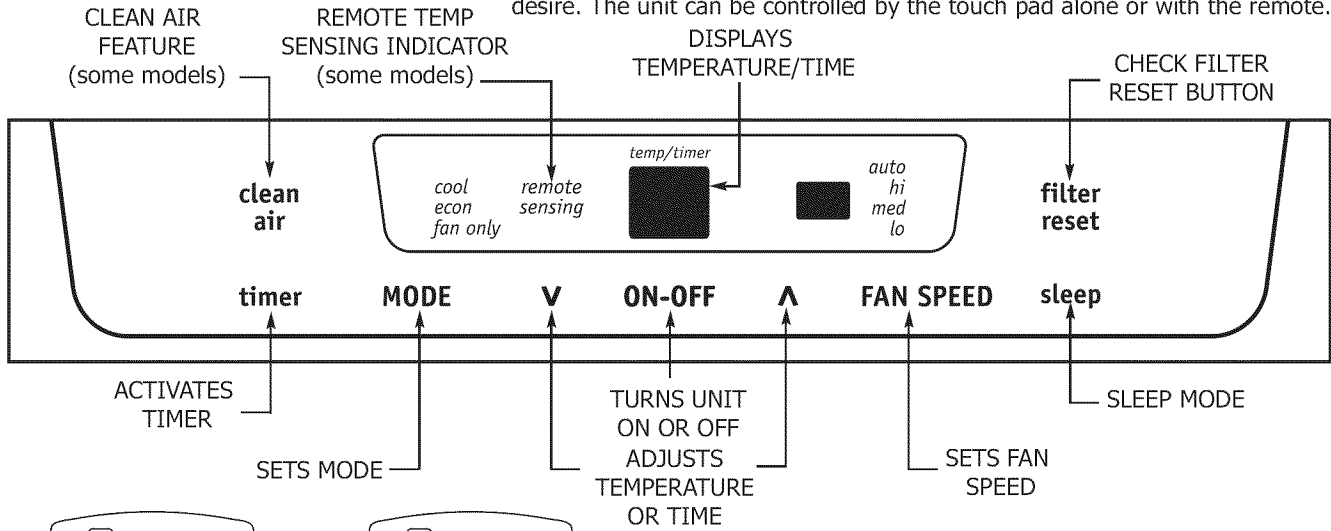 desire. The unit can be controlled by the touch pad alone or with the remote.
CLEAN AIR
FEATURE
(some models)
REMOTE TEMP
SENSING INDICATOR
(some models)
DISPLAYS
TEMPERATURE/TIME
CHECK FILTER
RESET BUTTON
clean
air
cool
econ
fan only
remote
sensing
temp/timer
auto
hi
med
lo
filter
reset
timer MODE V ON-OFF Λ FAN SPEED sleep
ACTIVATES
TIMER
SETS MODE
TURNS UNIT
ON OR OFF
ADJUSTS
TEMPERATURE
OR TIME
SETS FAN
SPEED
SLEEP MODE